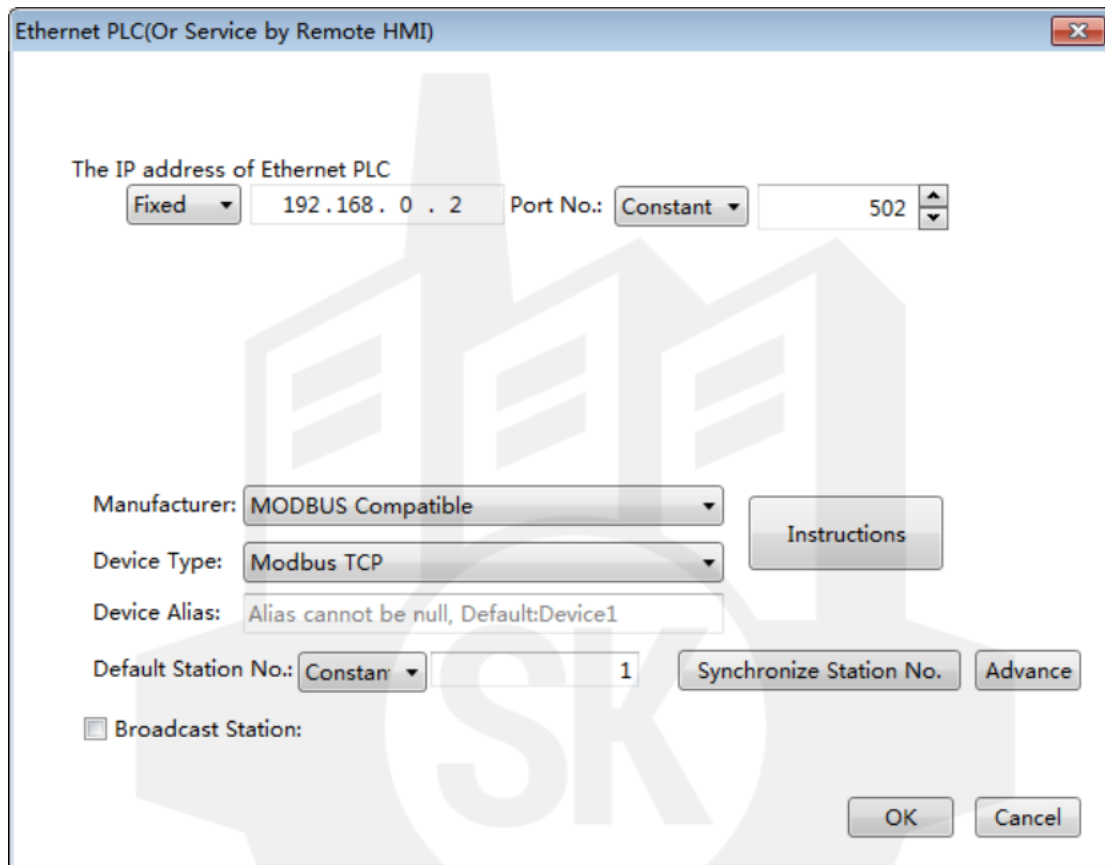 Ethernet PLC(Or Service by Remote HMI)
The IP address of Ethernet PLC
Fixed 192.168. 0 . 2 Port No.: Constant 502
Manufacturer: MODBUS Compatible
Instructions
Device Type: Modbus TCP
Device Alias: Alias cannot be null, Default:Device1
Default Station No.: Constan 1 Synchronize Station No. Advance
Broadcast Station:
SK
OK Cancel